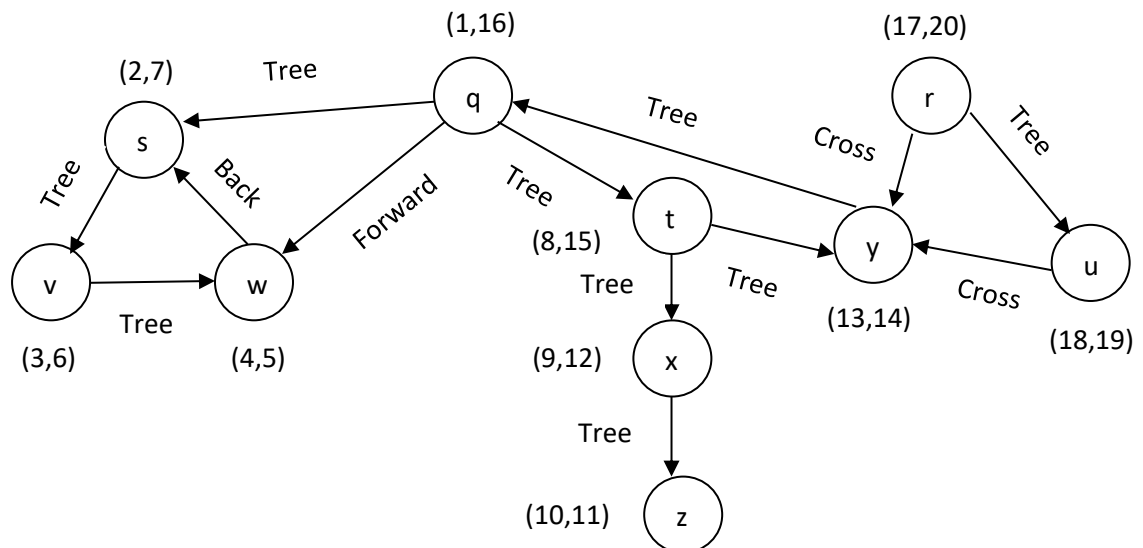 (1,16)
(17,20)
(2,7)
Tree
q
r
s
Tree
Tree
Cross
Tree
Back
Tree
Forward
t
y
(8,15)
v
w
u
Tree
Tree
Cross
Tree
(13,14)
(3,6)
(4,5)
(18,19)
(9,12)
x
Tree
(10,11)
z